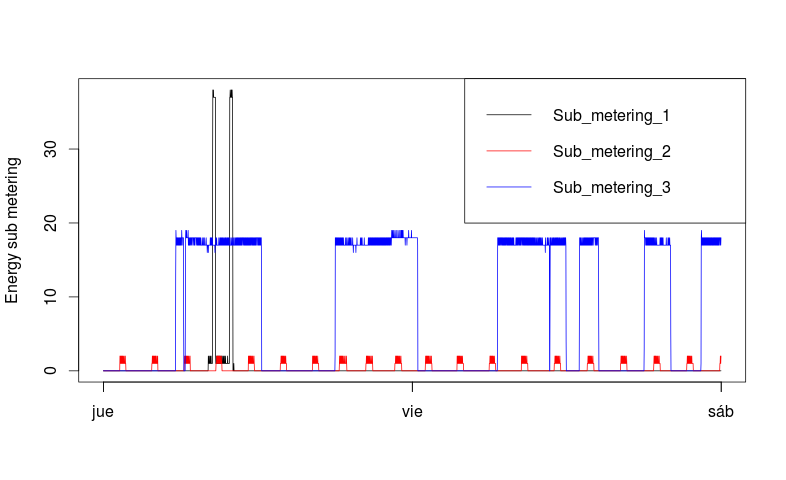 Sub_metering_1
Sub_metering_2
Sub_metering_3
Energy sub metering
30
20
10
0
jue vie sáb